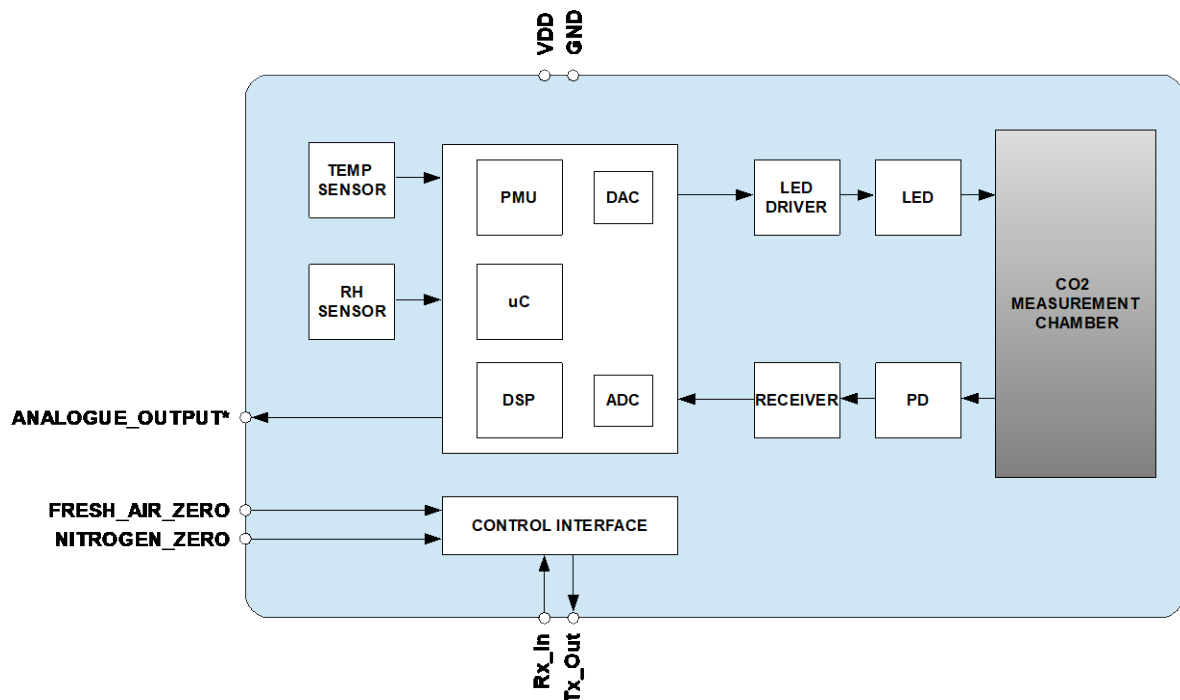 VDD
GND
TEMP
SENSOR
PMU
DAC
LED
DRIVER
LED
RH
SENSOR
uC
CO2
MEASUREMENT
CHAMBER
DSP
ADC
RECEIVER
PD
ANALOGUE_OUTPUT*
FRESH_AIR_ZERO
NITROGEN_ZERO
CONTROL INTERFACE
Rx_In
Tx_Out